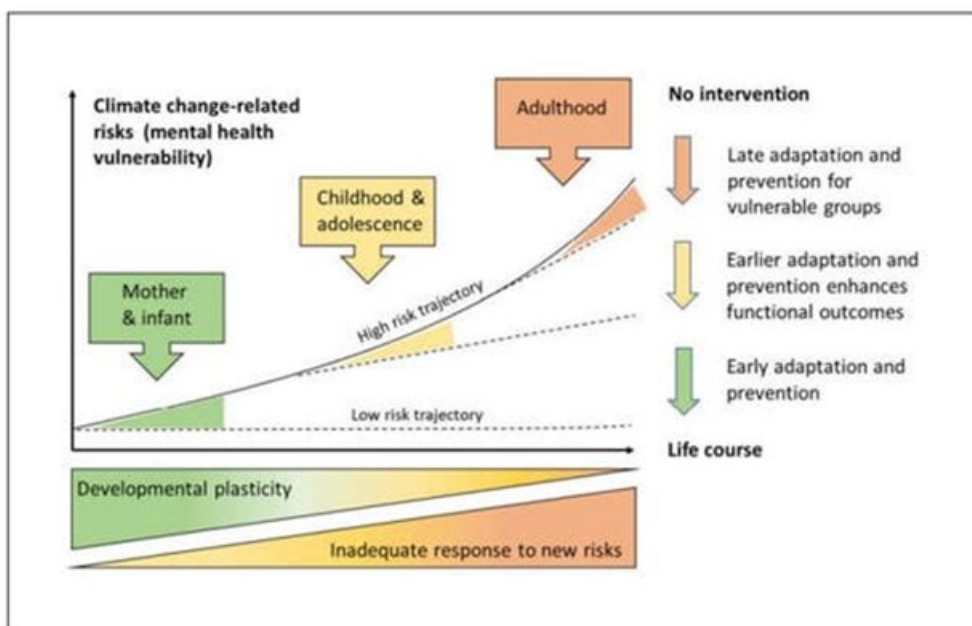 Climate change-related
risks (mental health
vulnerability)
Adulthood
No intervention
Late adaptation and
prevention for
vulnerable groups
Childhood &
adolescence
Earlier adaptation and
prevention enhances
functional outcomes
Mother
& infant
High risk trajectory
Early adaptation and
prevention
Low risk trajectory
Life course
Developmental plasticity
Inadequate response to new risks